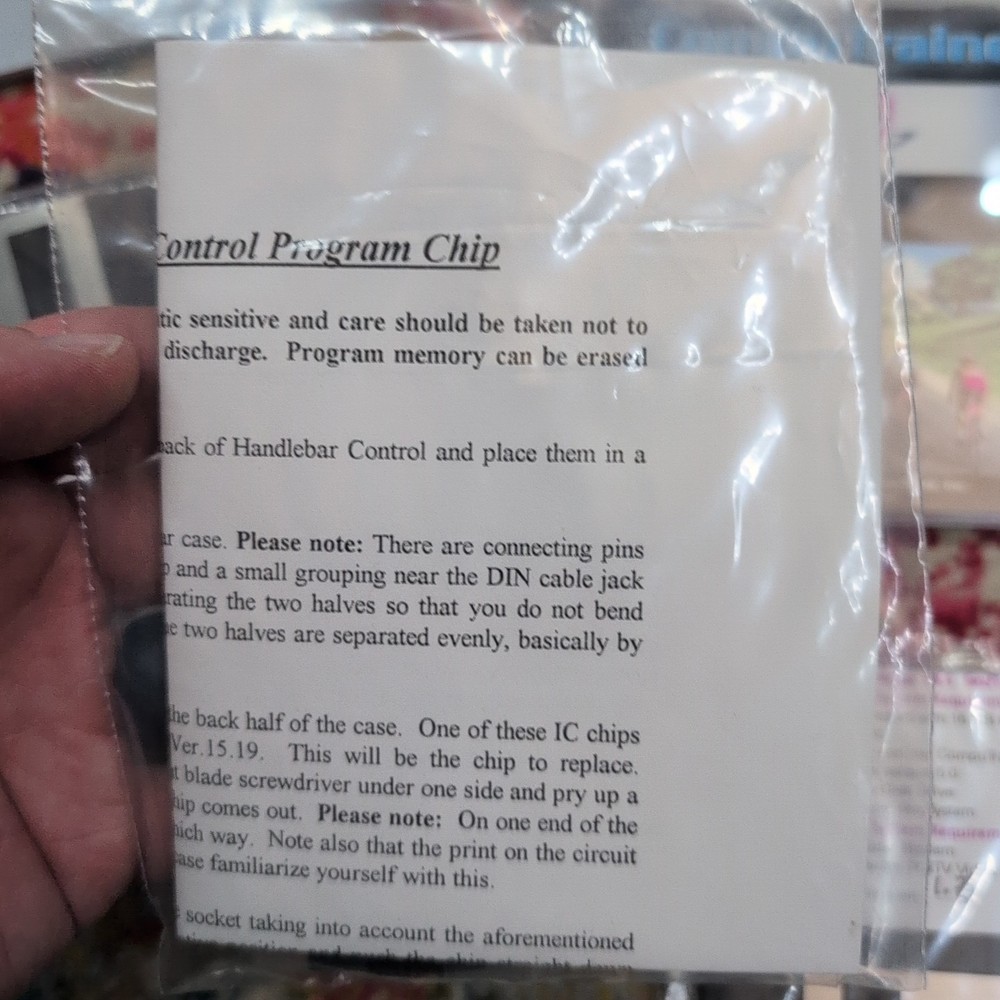 Control Program Chip
tic sensitive and care should be taken not to
discharge. Program memory can be erased
back of Handlebar Control and place them in a
ar case. Please note: There are connecting pins
and a small grouping near the DIN cable jack
rating the two halves so that you do not bend
e two halves are separated evenly, basically by
the back half of the case. One of these IC chips
Ver.15.19. This will be the chip to replace.
t blade screwdriver under one side and pry up a
hip comes out. Please note: On one end of the
hich way. Note also that the print on the circuit
ase familiarize yourself with this.
socket taking into account the aforementioned